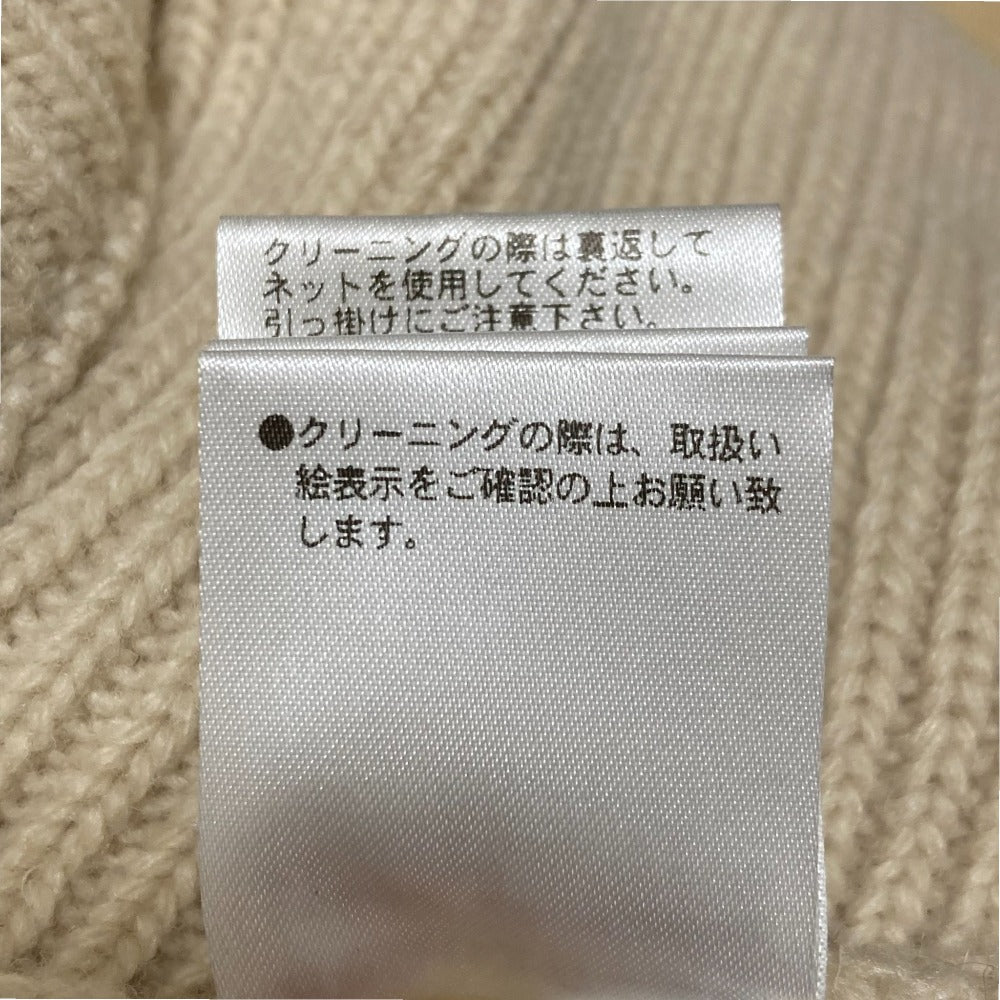 クリーニングの際は裏返して
ネットを使用してください。
引っ掛けにご注意下さい。
●クリーニングの際は、取扱い
絵表示をご確認の上お願い致
します。